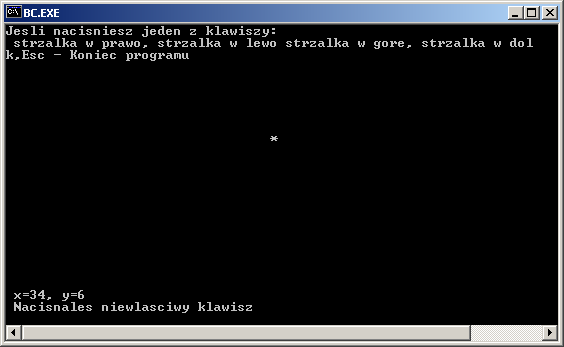 BC.EXE
Jesli nacisniesz jeden z klawiszy:
strzalka w prawo, strzalka w lewo strzalka w gore, strzalka w dol
k,Esc - Koniec programu
*
x=34, y=6
Nacisnales niewlasciwy klawisz